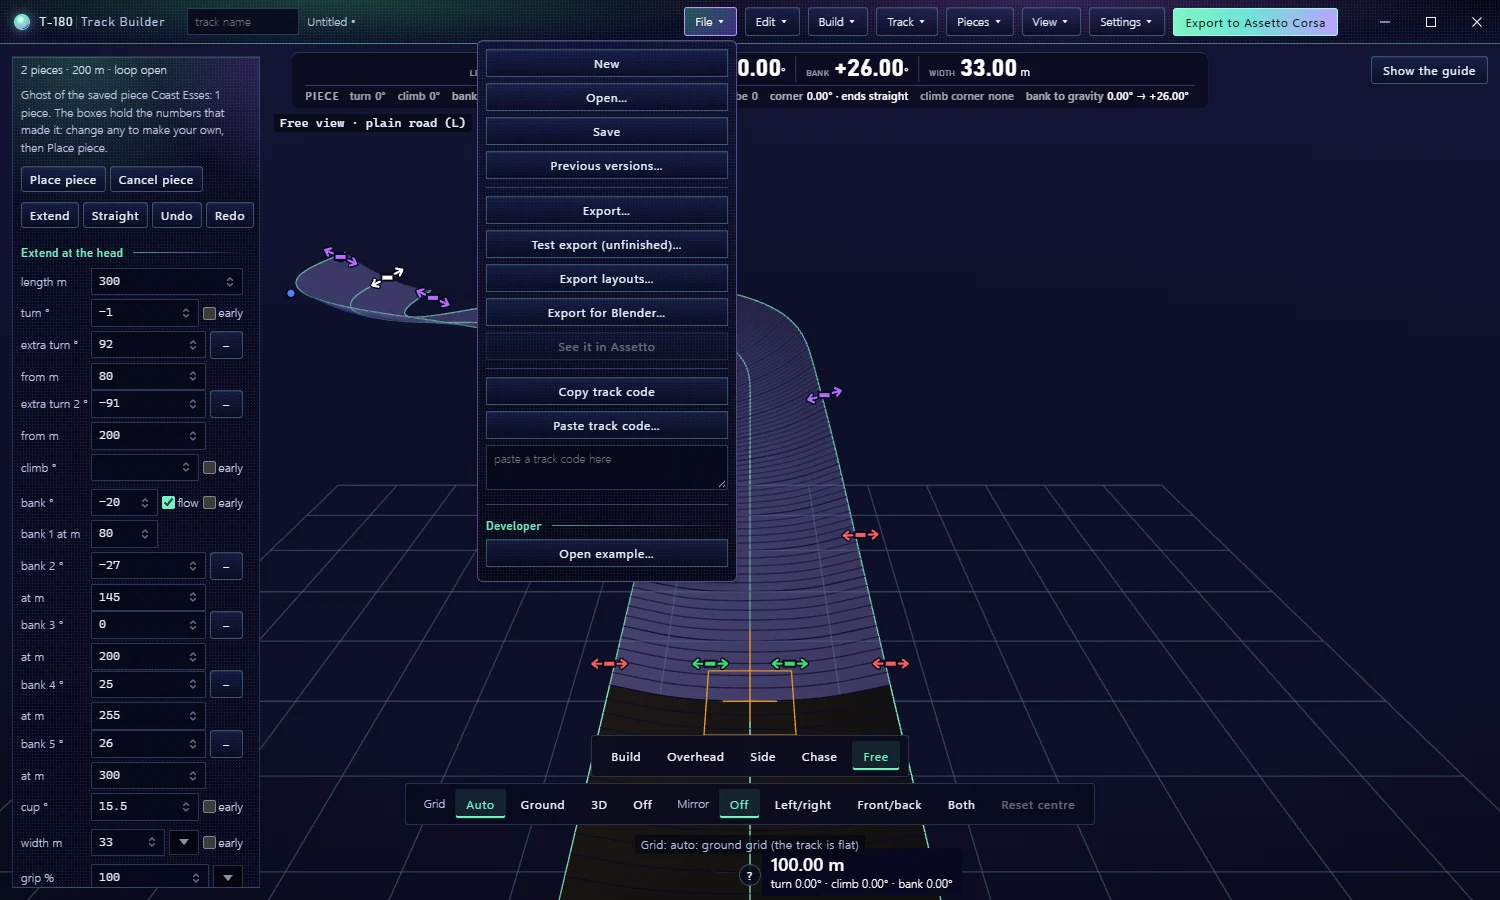 T-180 Track Builder
track name
Untitled •
File
Edit
Build
Track
Pieces
View
Settings
Export to Assetto Corsa
2 pieces · 200 m · loop open
Ghost of the saved piece Coast Esses: 1
piece. The boxes hold the numbers that
made it: change any to make your own,
then Place piece.
Place piece
Cancel piece
Extend
Straight
Undo
Redo
Extend at the head
length m 300
turn ° −1 early
extra turn ° 92 −
from m 80
extra turn 2 ° −91 −
from m 200
climb ° early
bank ° −20 flow early
bank 1 at m 80
bank 2 ° −27 −
at m 145
bank 3 ° 0 −
at m 200
bank 4 ° 25 −
at m 255
bank 5 ° 26 −
at m 300
cup ° 15.5 early
width m 33 early
grip % 100
0.00° BANK +26.00° WIDTH 33.00 m
PIECE turn 0° climb 0° bank
be 0 corner 0.00° · ends straight climb corner none bank to gravity 0.00° → +26.00°
Free view · plain road (L)
Show the guide
New
Open...
Save
Previous versions...
Export...
Test export (unfinished)...
Export layouts...
Export for Blender...
See it in Assetto
Copy track code
Paste track code...
paste a track code here
Developer
Open example...
Build
Overhead
Side
Chase
Free
Grid Auto Ground 3D Off Mirror Off Left/right Front/back Both Reset centre
Grid: auto: ground grid (the track is flat)
?
100.00 m
turn 0.00° · climb 0.00° · bank 0.00°